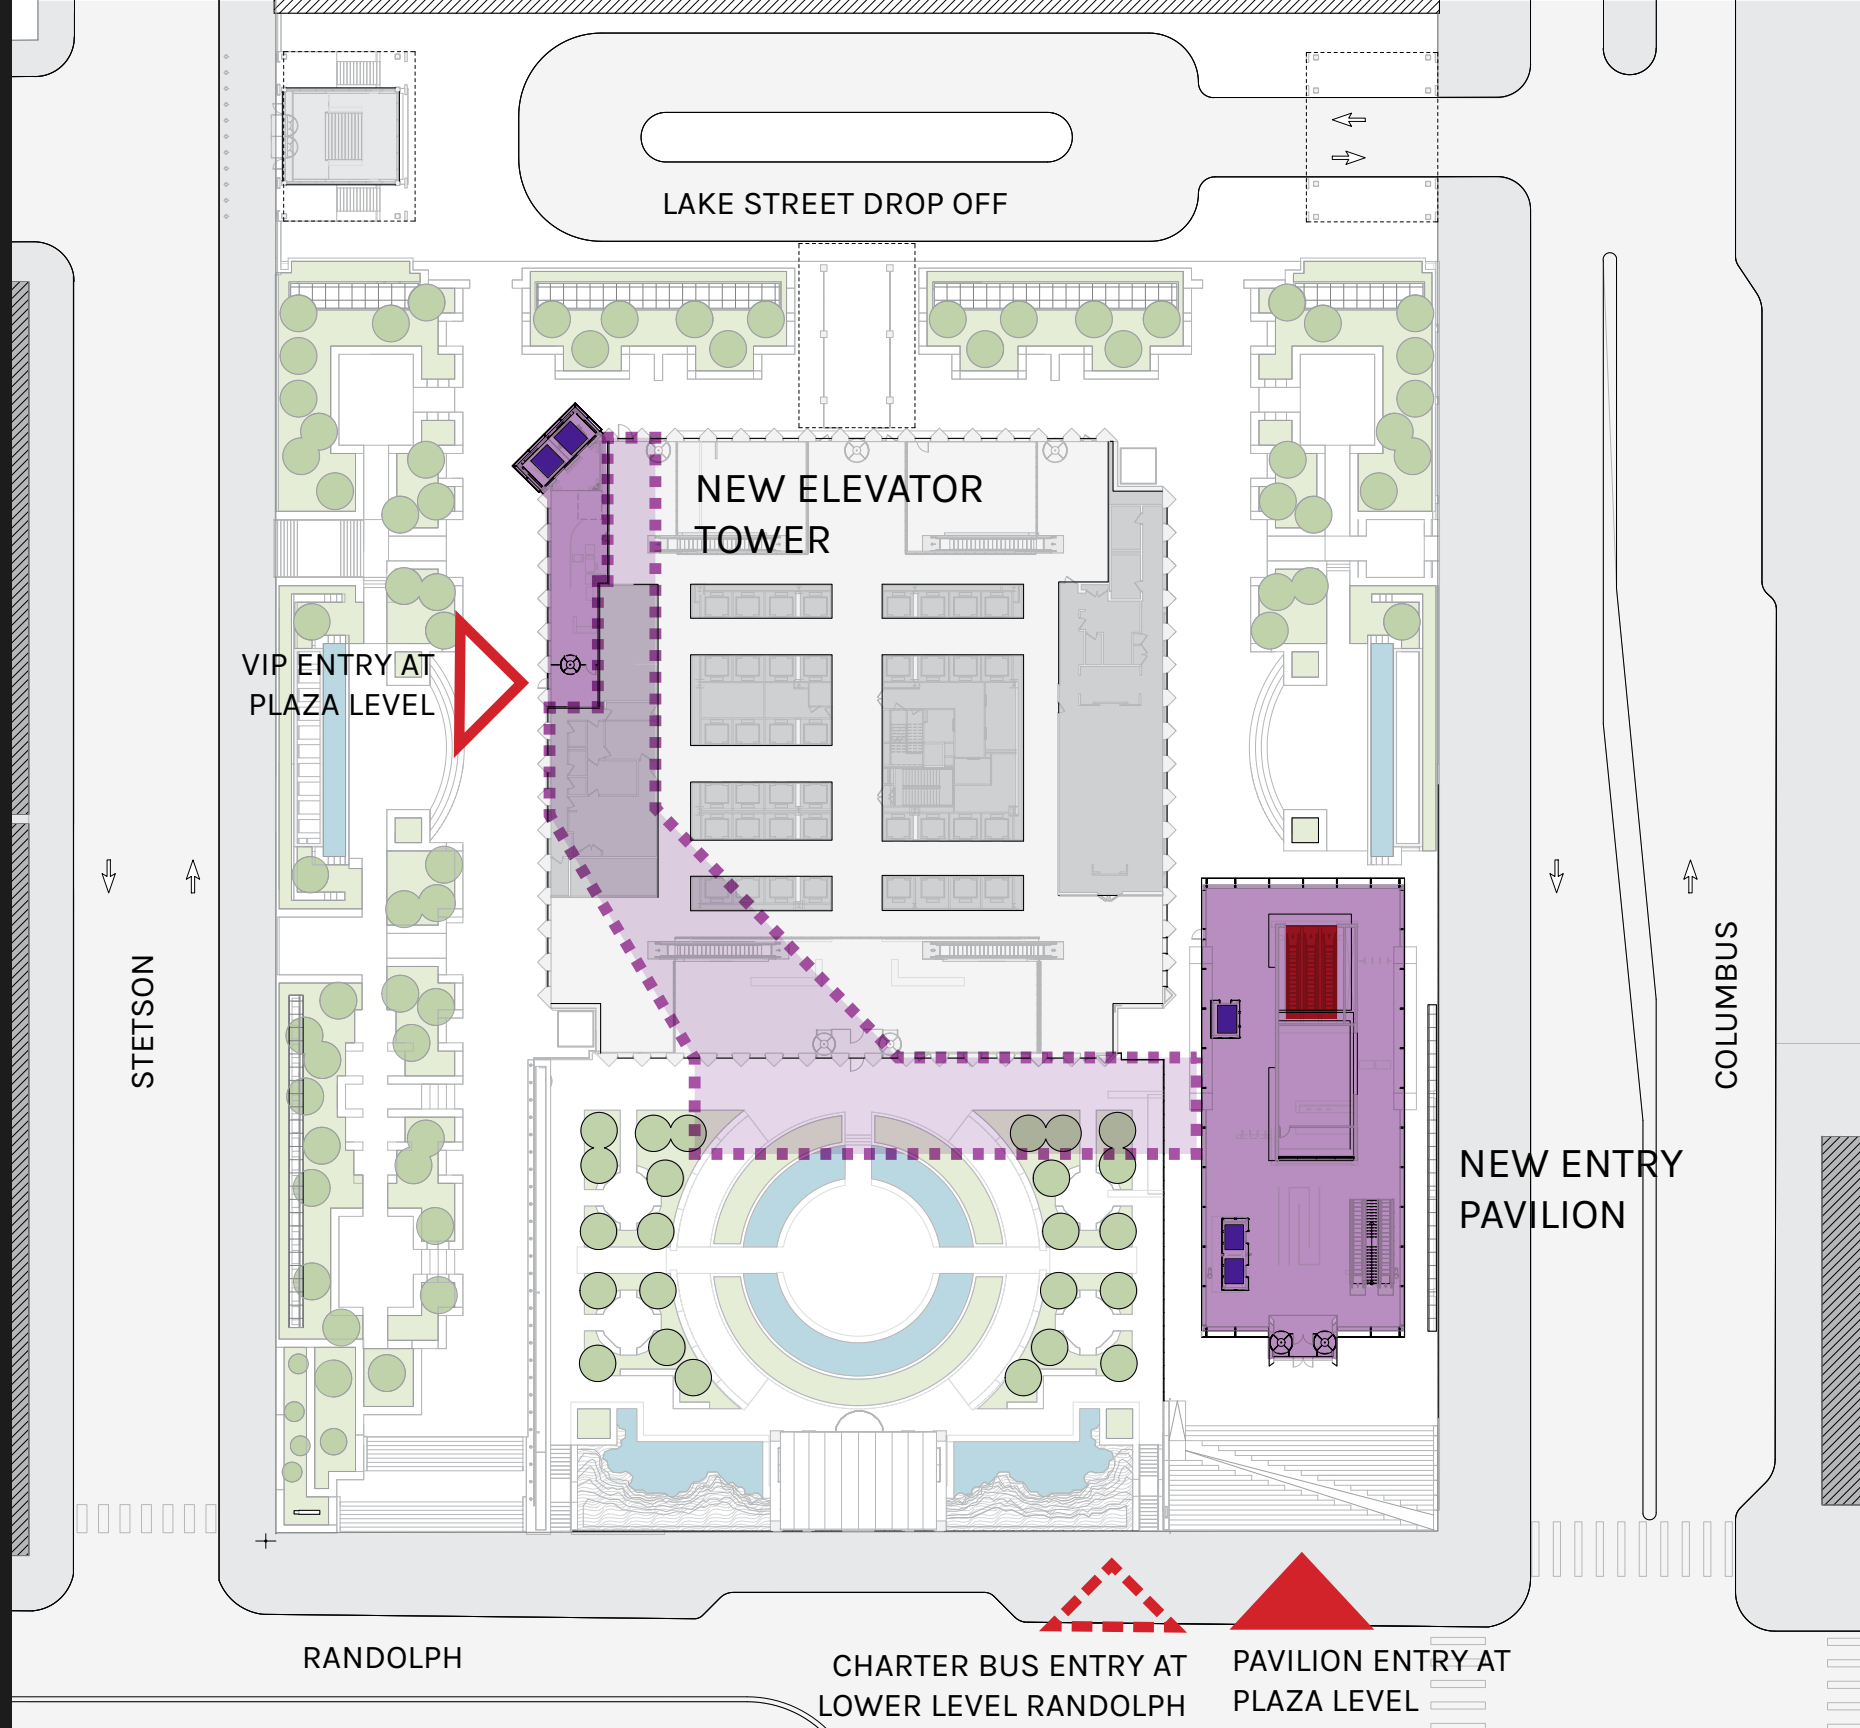 LAKE STREET DROP OFF
NEW ELEVATOR
TOWER
VIP ENTRY AT
PLAZA LEVEL
STETSON
COLUMBUS
NEW ENTRY
PAVILION
RANDOLPH
CHARTER BUS ENTRY AT
LOWER LEVEL RANDOLPH
PAVILION ENTRY AT
PLAZA LEVEL